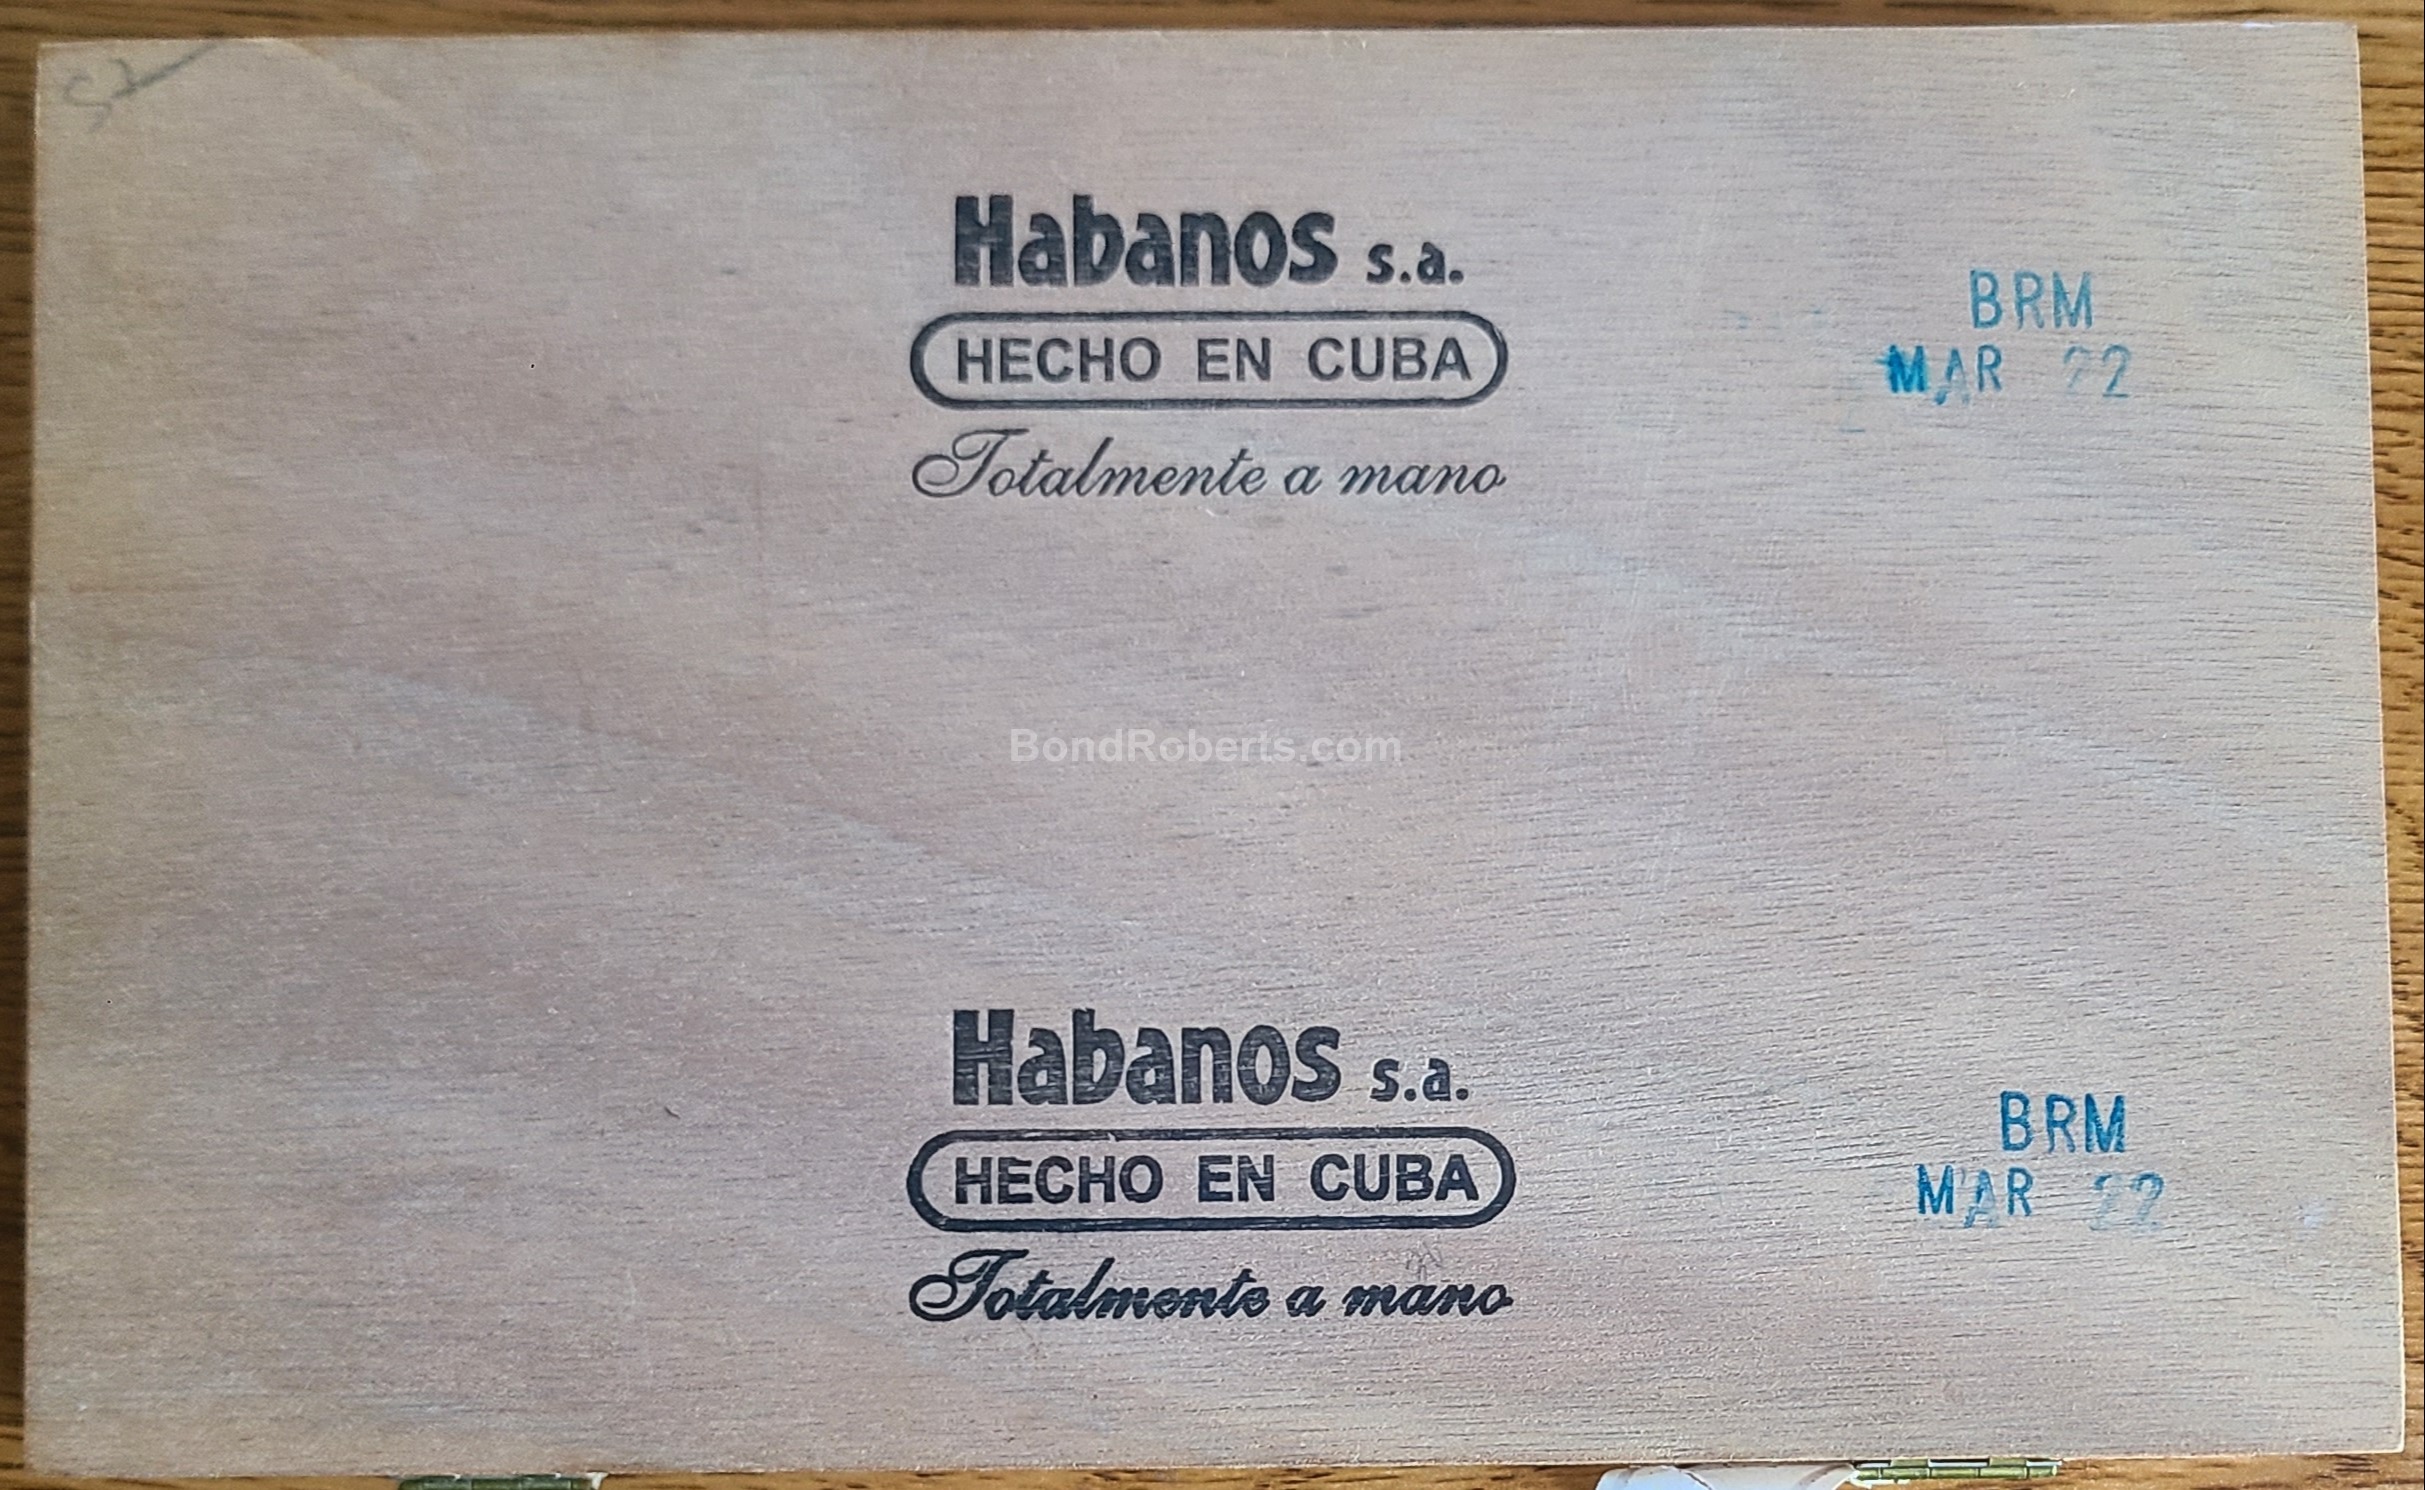 52
Habanos s.a.
HECHO EN CUBA
Totalmente a mano
BRM
MAR 22
BondRoberts.com
Habanos s.a.
HECHO EN CUBA
Totalmente a mano
BRM
MAR 22